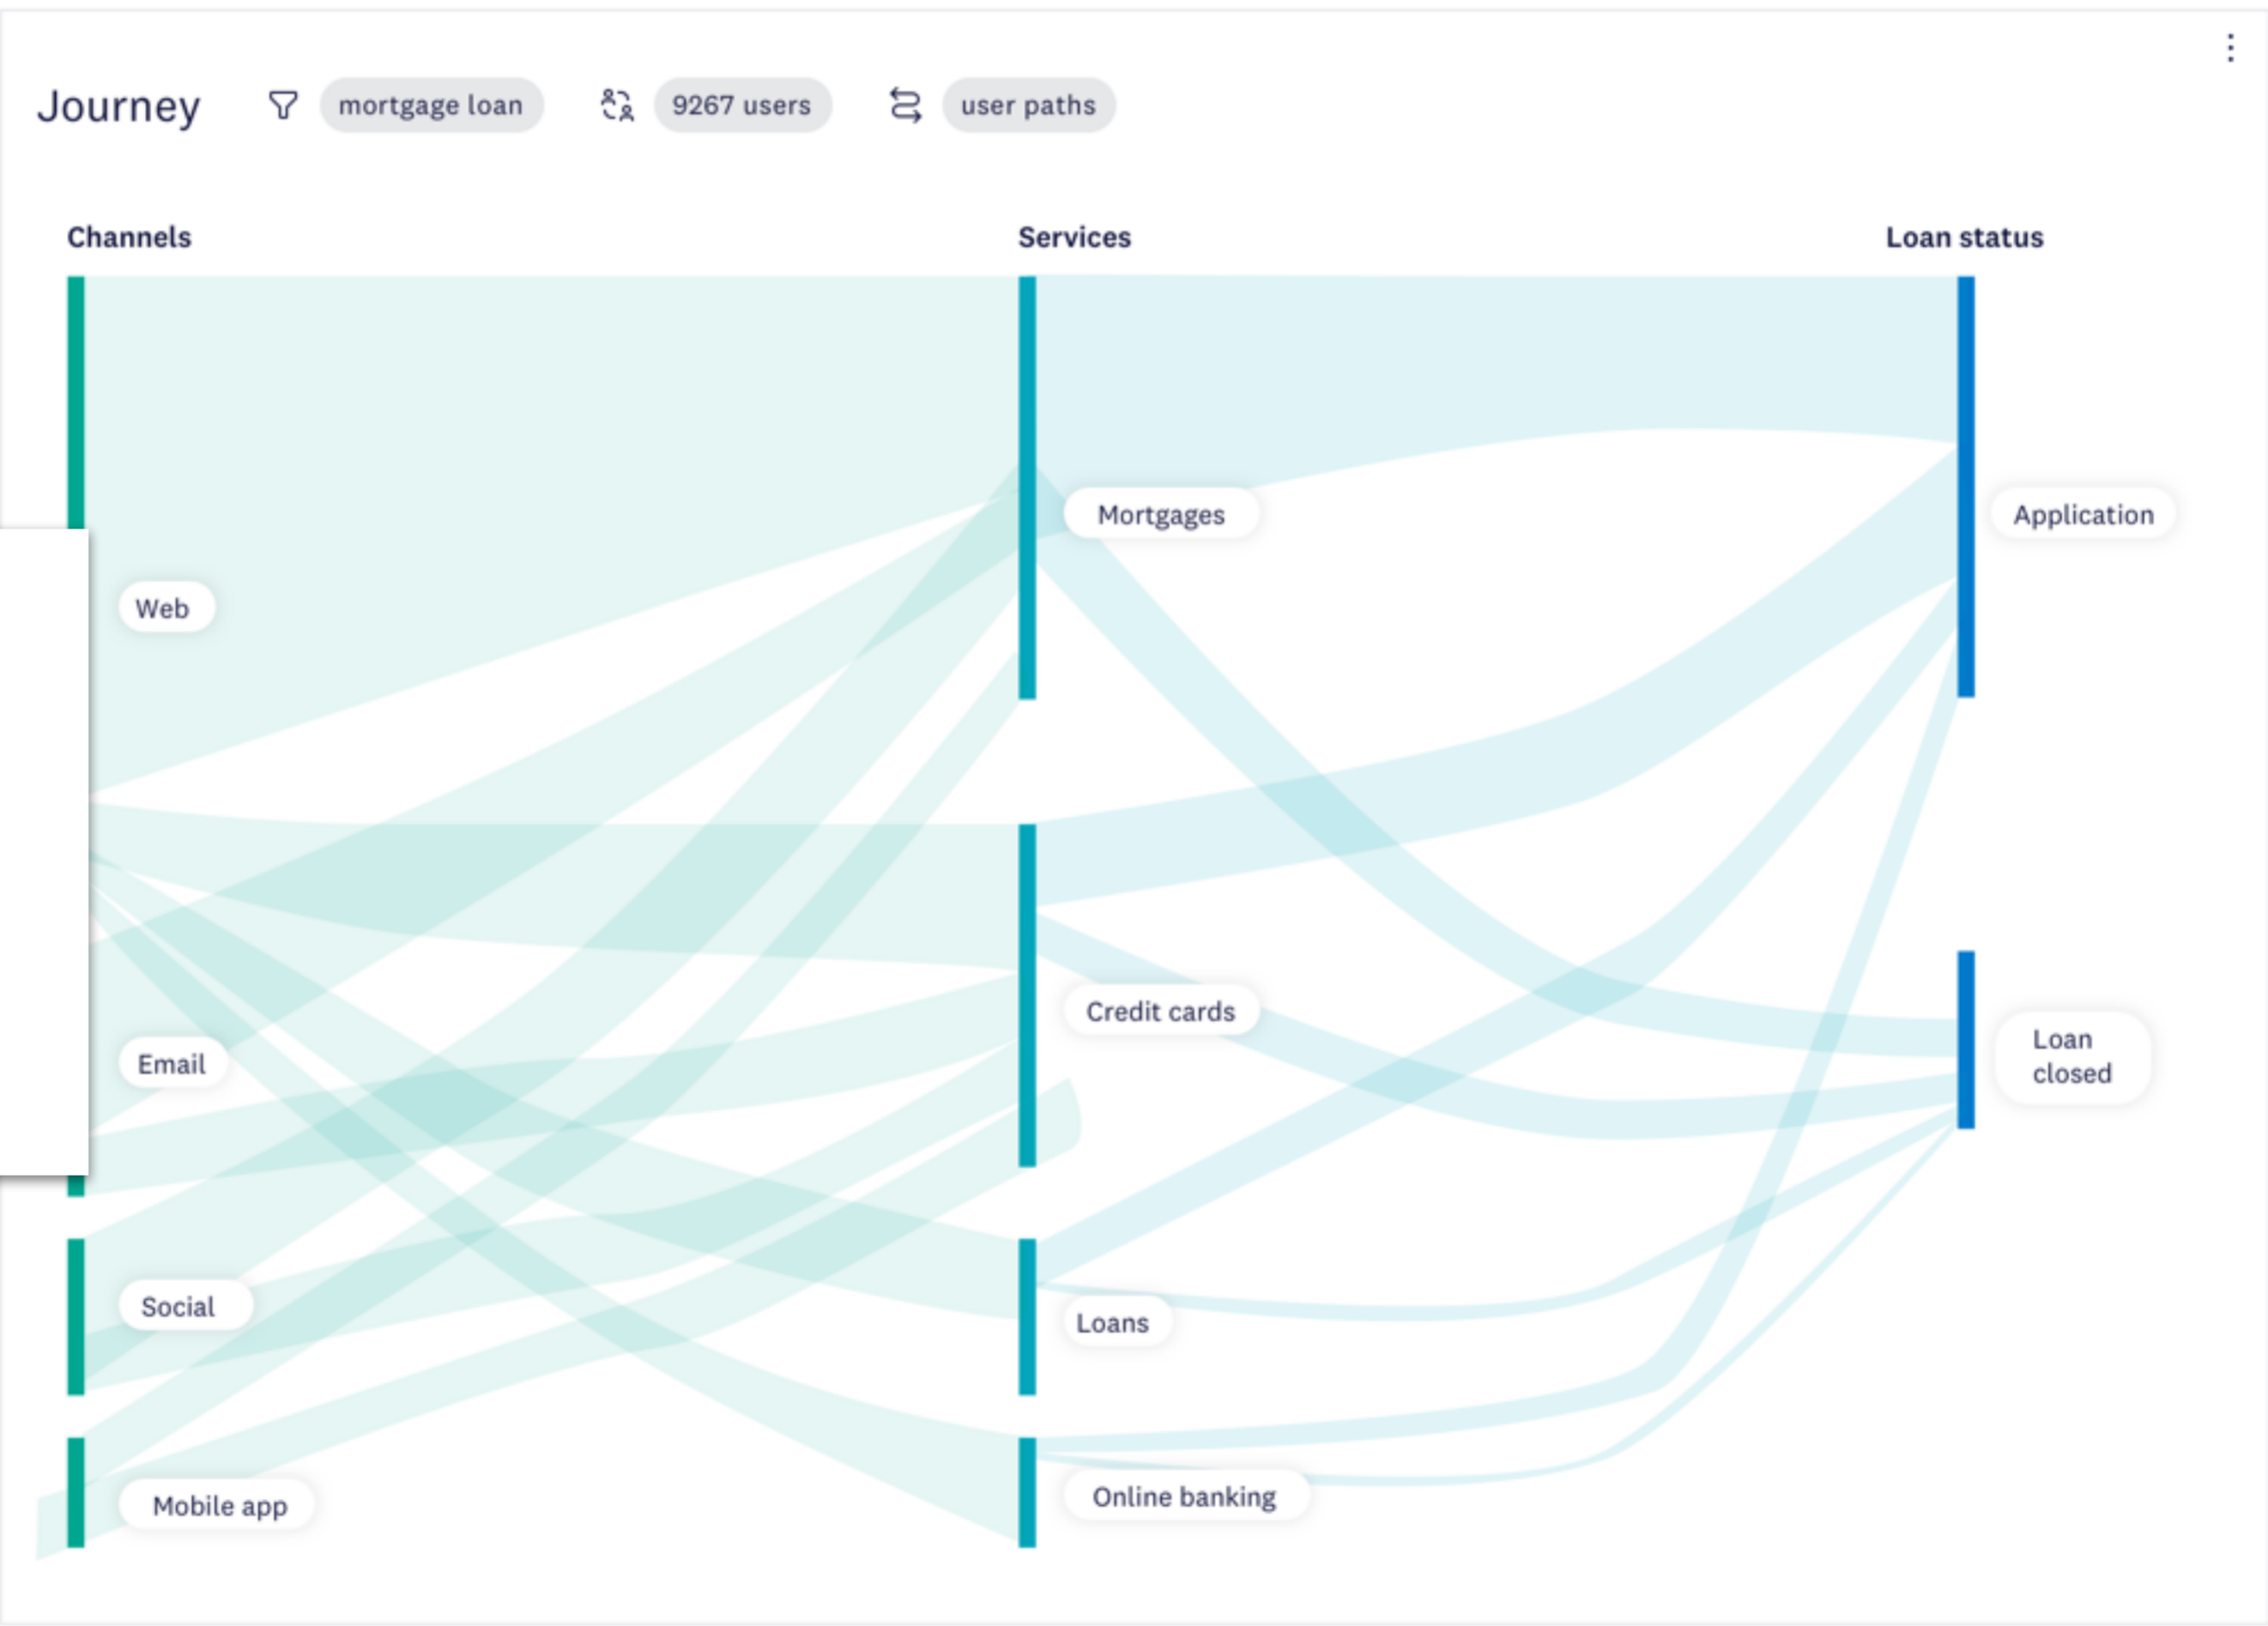 Journey
mortgage loan
9267 users
user paths
Channels
Services
Loan status
Mortgages
Application
Web
Credit cards
Loan
closed
Email
Social
Loans
Mobile app
Online banking